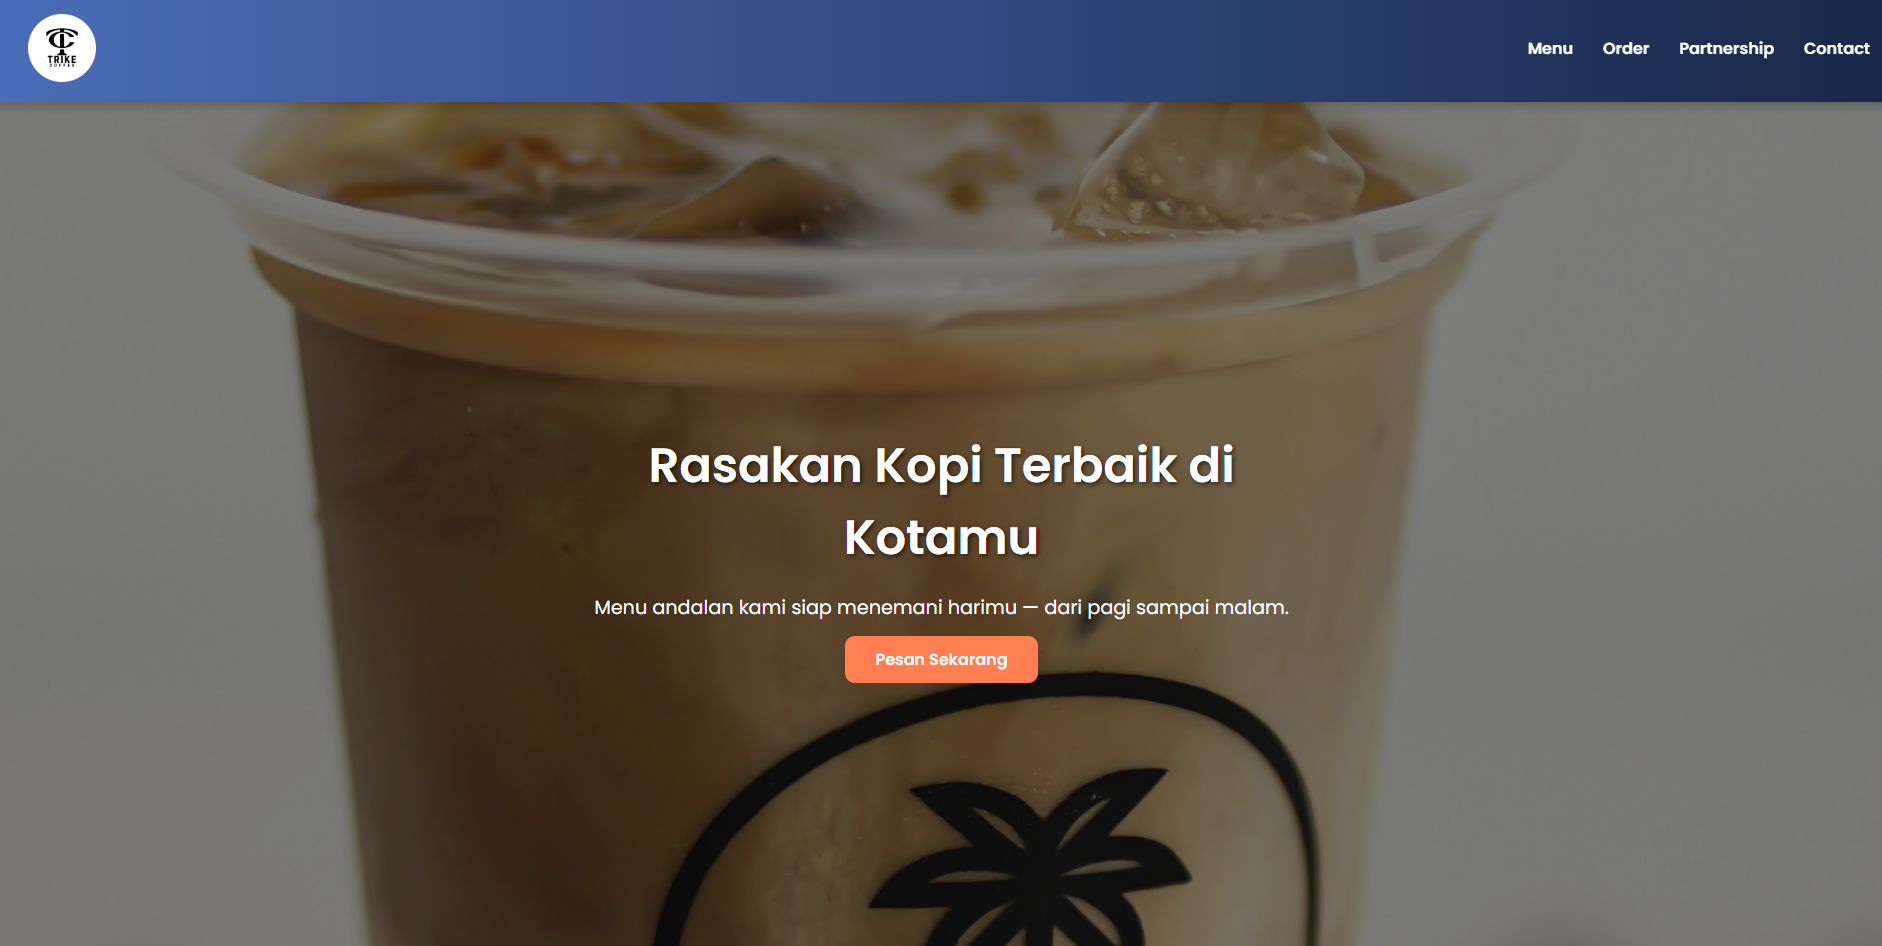 TRIKE
COFFEE
Menu Order Partnership Contact
Rasakan Kopi Terbaik di
Kotamu
Menu andalan kami siap menemani harimu — dari pagi sampai malam.
Pesan Sekarang